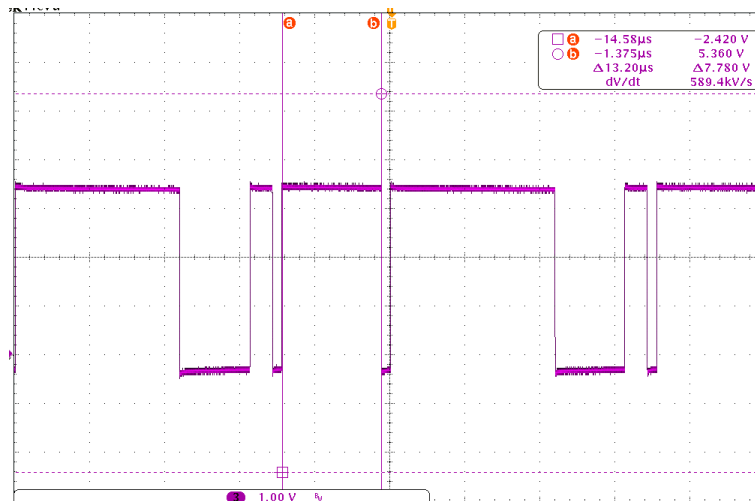 a b T
a −14.58µs −2.420 V
b −1.375µs 5.360 V
Δ13.20µs Δ7.780 V
dV/dt 589.4kV/s
3 1.00 V